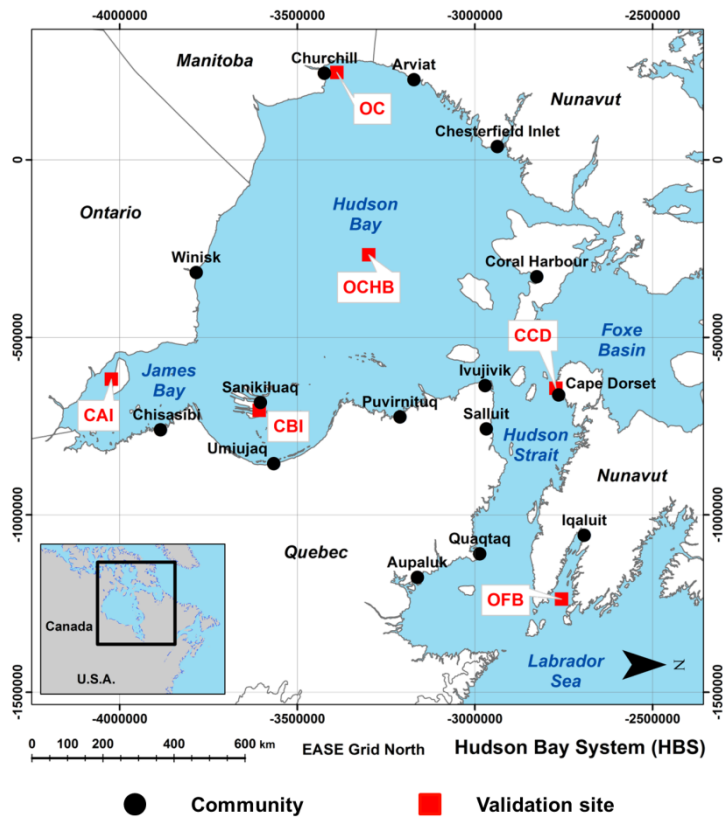 -4000000
-3500000
-3000000
-2500000
Manitoba
Churchill
Arviat
Nunavut
OC
Chesterfield Inlet
0
0
Ontario
Hudson
Bay
Winisk
Coral Harbour
OCHB
CCD
Foxe
Basin
-5000000
-5000000
James
Bay
Ivujivik
Cape Dorset
Sanikiluaq
CAI
Chisasibi
CBI
Puvirnituq
Salluit
Hudson
Strait
Umiujaq
Nunavut
-1000000
-1000000
Iqaluit
Quebec
Quaqtaq
Aupaluk
OFB
Canada
U.S.A.
Labrador
Sea
N
-1500000
-1500000
-4000000
-3500000
-3000000
-2500000
0 100 200 400 600 km
EASE Grid North
Hudson Bay System (HBS)
Community
Validation site